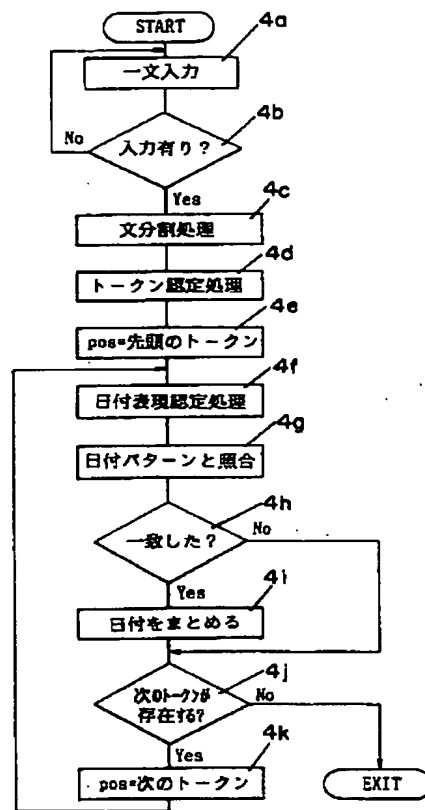 START
4a
一文入力
4b
No
入力有り?
Yes
4c
文分割処理
4d
トークン認定処理
4e
pos=先頭のトークン
4f
日付表現認定処理
4g
日付パターンと照合
4h
一致した?
No
Yes
4i
日付をまとめる
4j
次のトークンが
存在する?
No
Yes
4k
pos=次のトークン
EXIT